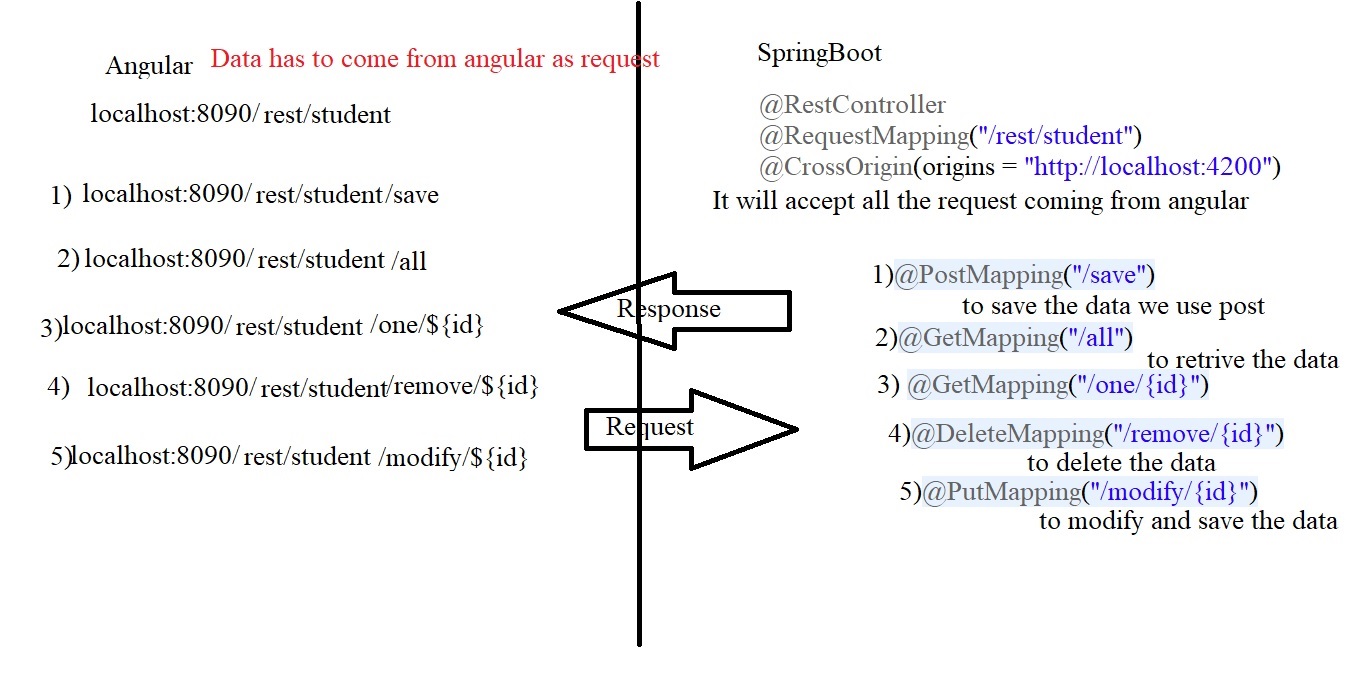 Angular Data has to come from angular as request
localhost:8090/ rest/student
1) localhost:8090/ rest/student/save
2) localhost:8090/ rest/student /all
3)localhost:8090/ rest/student /one/${id}
4) localhost:8090/ rest/student/remove/${id}
5)localhost:8090/ rest/student /modify/${id}
Response
Request
SpringBoot
@RestController
@RequestMapping("/rest/student")
@CrossOrigin(origins = "http://localhost:4200")
It will accept all the request coming from angular
1)@PostMapping("/save")
to save the data we use post
2)@GetMapping("/all")
to retrive the data
3) @GetMapping("/one/{id}")
4)@DeleteMapping("/remove/{id}")
to delete the data
5)@PutMapping("/modify/{id}")
to modify and save the data